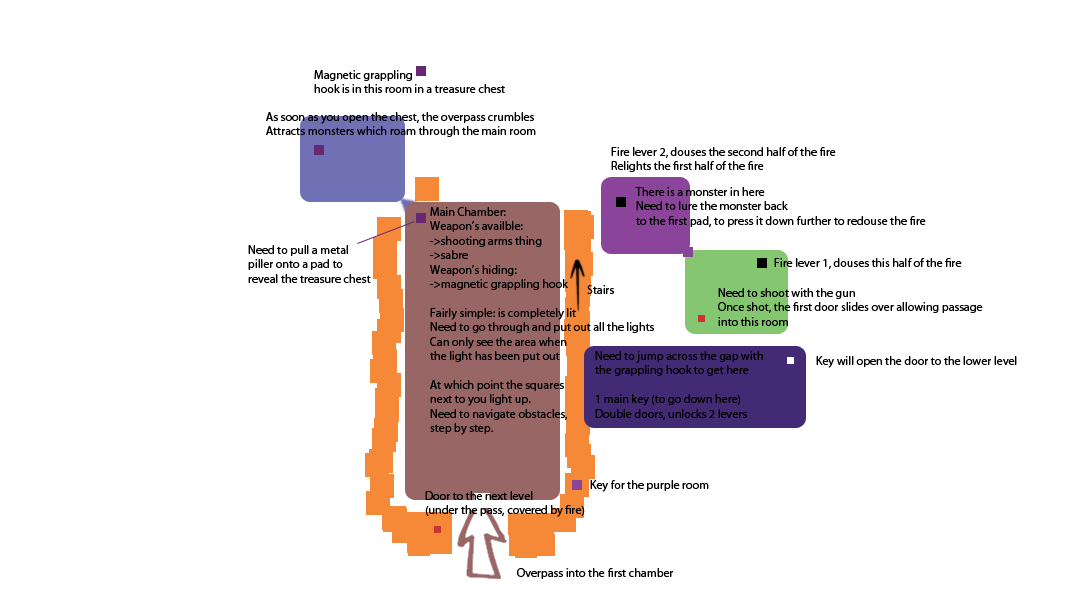 Magnetic grappling
hook is in this room in a treasure chest
As soon as you open the chest, the overpass crumbles
Attracts monsters which roam through the main room
Fire lever 2, douses the second half of the fire
Relights the first half of the fire
There is a monster in here
Need to lure the monster back
to the first pad, to press it down further to redouse the fire
Need to pull a metal
piller onto a pad to
reveal the treasure chest
Main Chamber:
Weapon's availble:
->shooting arms thing
->sabre
Weapon's hiding:
->magnetic grappling hook
Fairly simple: is completely lit
Need to go through and put out all the lights
Can only see the area when
the light has been put out
At which point the squares
next to you light up.
Need to navigate obstacles,
step by step.
Stairs
Fire lever 1, douses this half of the fire
Need to shoot with the gun
Once shot, the first door slides over allowing passage
into this room
Need to jump across the gap with
the grappling hook to get here
1 main key (to go down here)
Double doors, unlocks 2 levers
Key will open the door to the lower level
Key for the purple room
Door to the next level
(under the pass, covered by fire)
Overpass into the first chamber